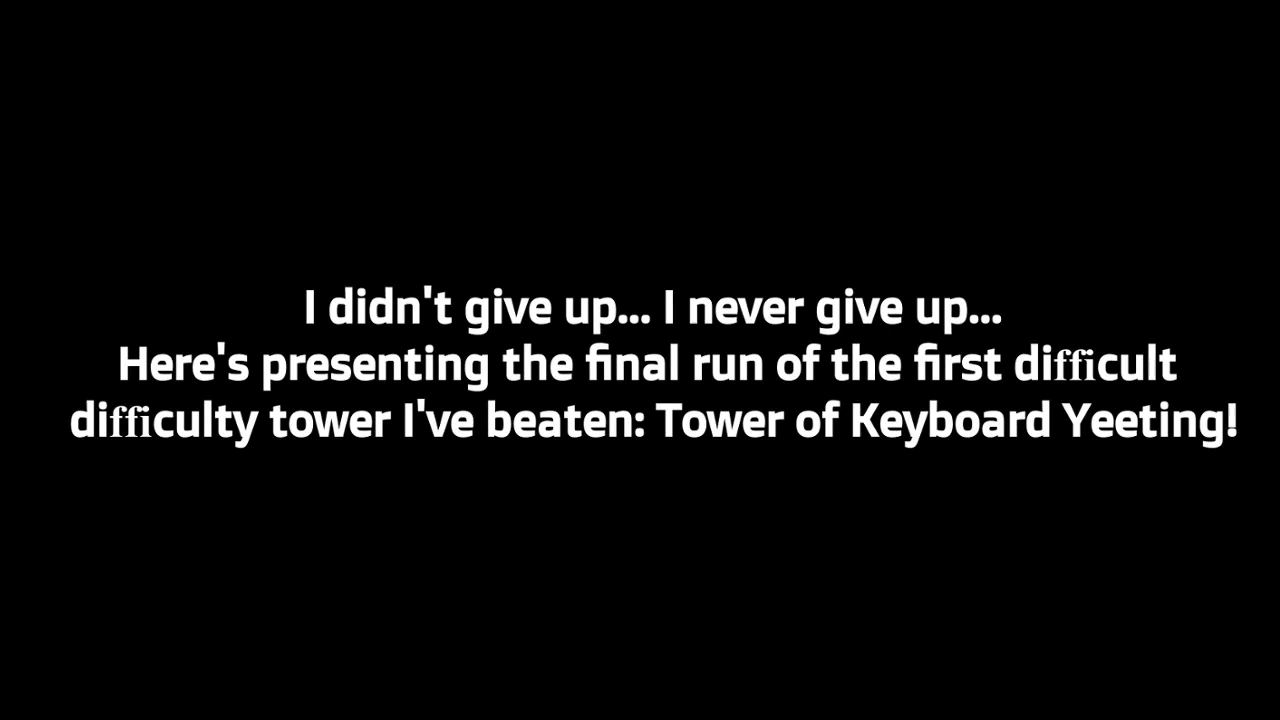 I didn't give up... I never give up...
Here's presenting the final run of the first difficult
difficulty tower I've beaten: Tower of Keyboard Yeeting!